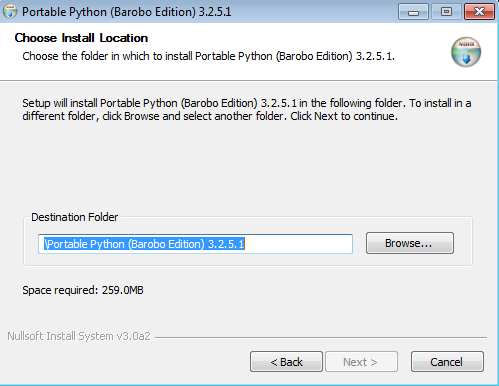 Portable Python (Barobo Edition) 3.2.5.1
Choose Install Location
Choose the folder in which to install Portable Python (Barobo Edition) 3.2.5.1.
Setup will install Portable Python (Barobo Edition) 3.2.5.1 in the following folder. To install in a
different folder, click Browse and select another folder. Click Next to continue.
Destination Folder
\Portable Python (Barobo Edition) 3.2.5.1
Browse...
Space required: 259.0MB
Nullsoft Install System v3.0a2
< Back
Next >
Cancel